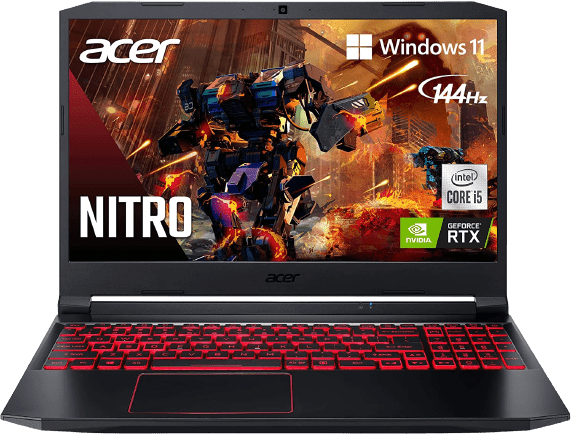 acer
Windows 11
144Hz
intel
CORE i5
NITRO
NVIDIA
GEFORCE
RTX
acer